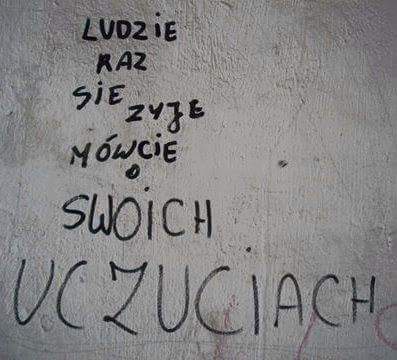 LUDZIE
RAZ
SIE ZYJE
MÓWCIE
O
SWOICH
UCZUCIACH